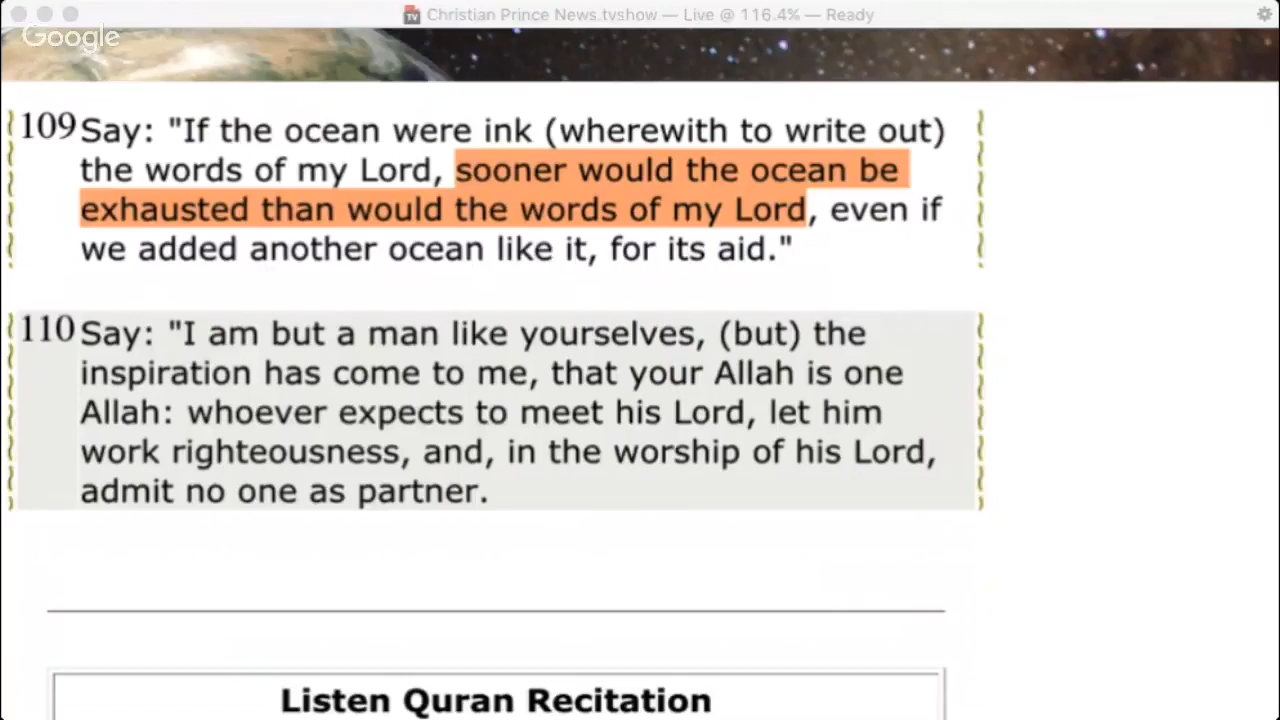 Christian Prince News.tvshow — Live @ 116.4% — Ready
Google
109 Say: "If the ocean were ink (wherewith to write out)
the words of my Lord, sooner would the ocean be
exhausted than would the words of my Lord, even if
we added another ocean like it, for its aid."
110 Say: "I am but a man like yourselves, (but) the
inspiration has come to me, that your Allah is one
Allah: whoever expects to meet his Lord, let him
work righteousness, and, in the worship of his Lord,
admit no one as partner.
Listen Quran Recitation